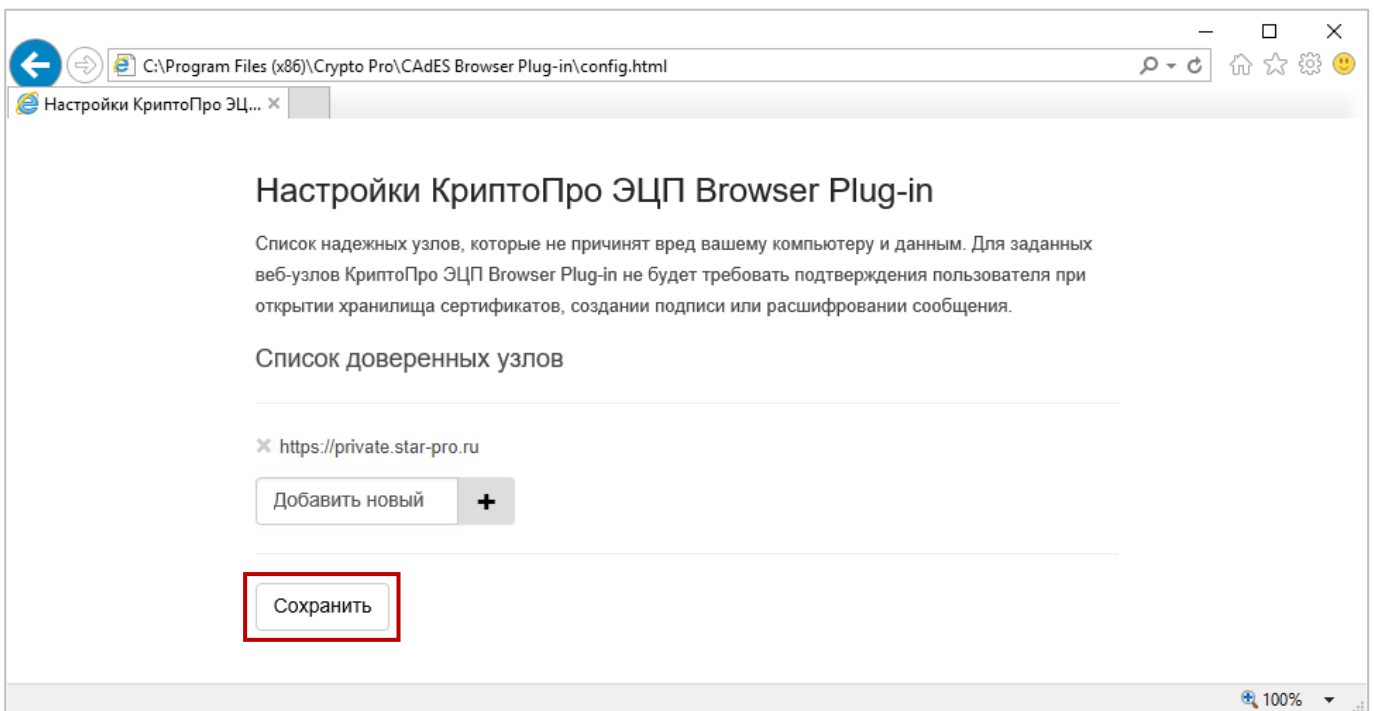 C:\Program Files (x86)\Crypto Pro\CAdES Browser Plug-in\config.html
Настройки КриптоПро ЭЦ...
Настройки КриптоПро ЭЦП Browser Plug-in
Список надежных узлов, которые не причинят вред вашему компьютеру и данным. Для заданных
веб-узлов КриптоПро ЭЦП Browser Plug-in не будет требовать подтверждения пользователя при
открытии хранилища сертификатов, создании подписи или расшифровании сообщения.
Список доверенных узлов
https://private.star-pro.ru
Добавить новый
Сохранить
100%